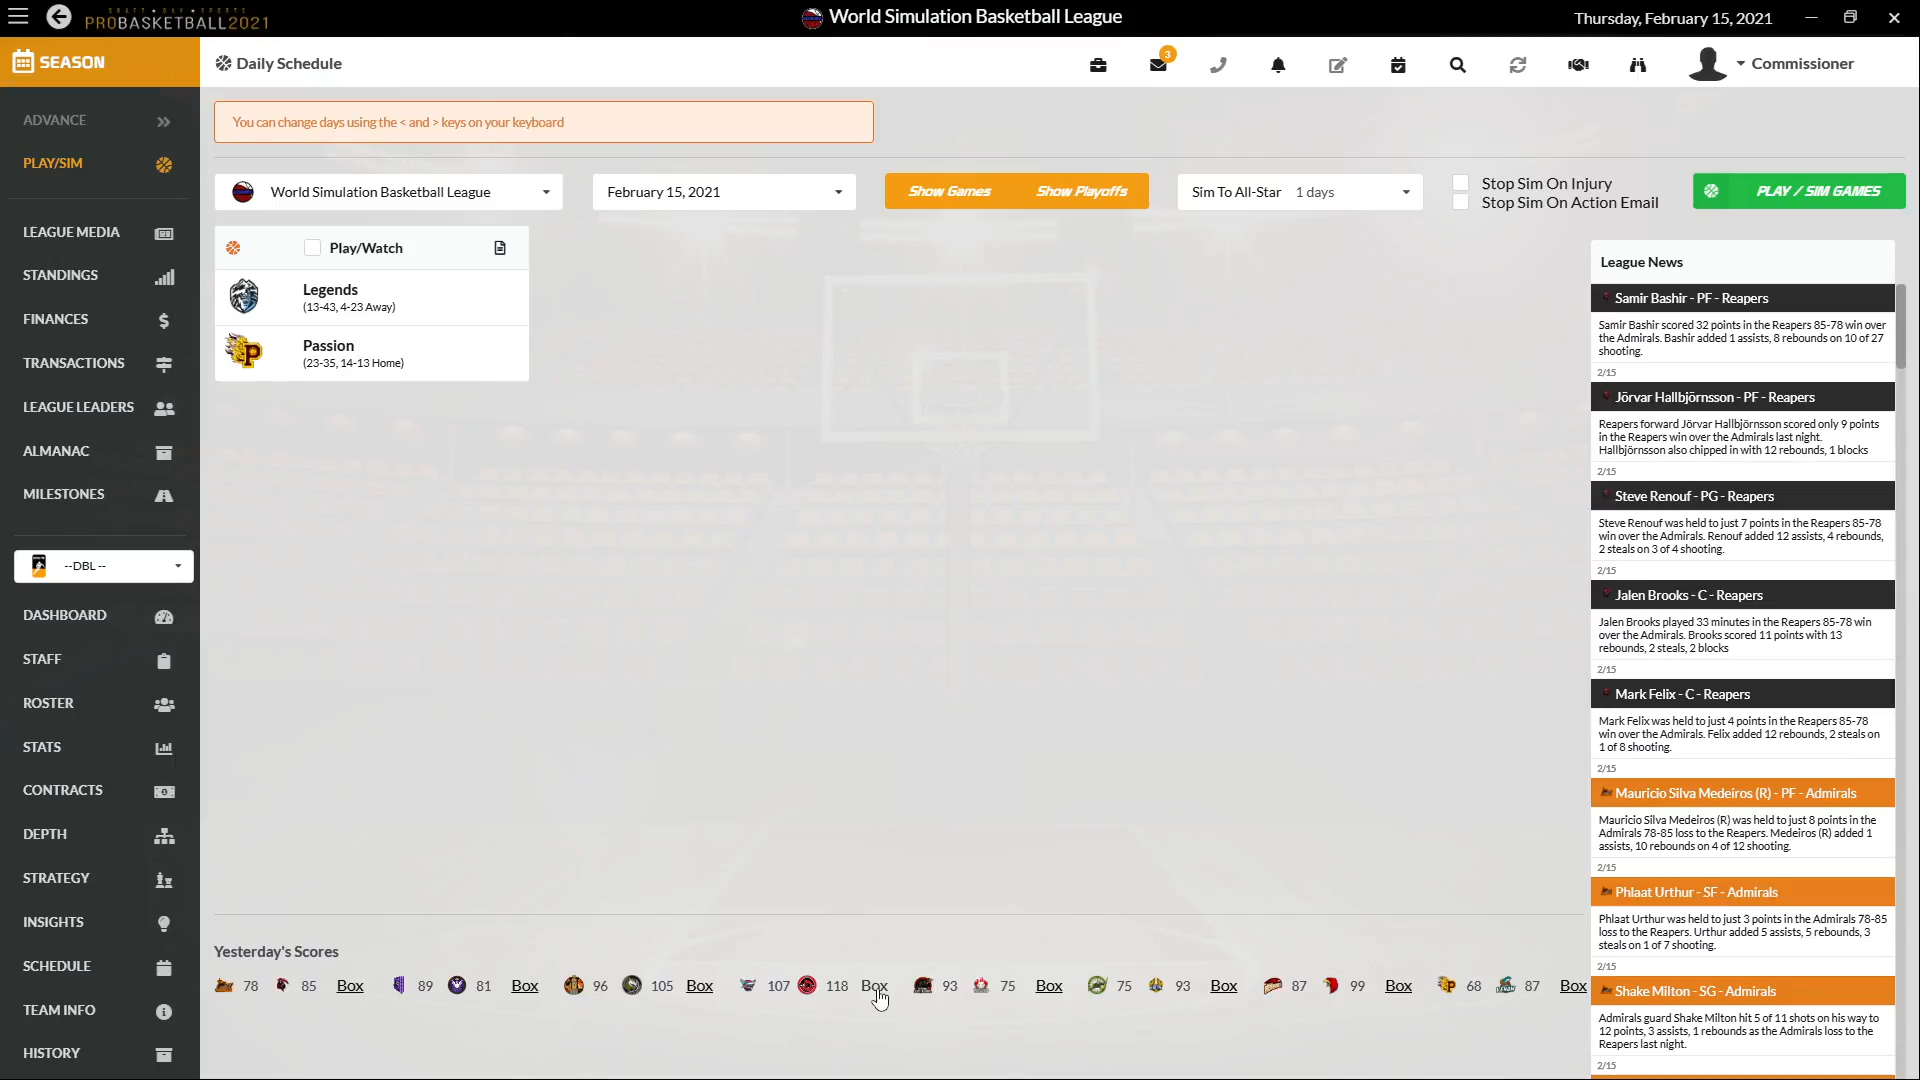 DRAFT • DAY • SPORTS
PROBASKETBALL2021
World Simulation Basketball League
Thursday, February 15, 2021
SEASON
Daily Schedule
3
Commissioner
ADVANCE
PLAY/SIM
LEAGUE MEDIA
STANDINGS
FINANCES
TRANSACTIONS
LEAGUE LEADERS
ALMANAC
MILESTONES
--DBL--
DASHBOARD
STAFF
ROSTER
STATS
CONTRACTS
DEPTH
STRATEGY
INSIGHTS
SCHEDULE
TEAM INFO
HISTORY
You can change days using the < and > keys on your keyboard
World Simulation Basketball League
February 15, 2021
Show Games
Show Playoffs
Sim To All-Star 1 days
Stop Sim On Injury
Stop Sim On Action Email
PLAY / SIM GAMES
Play/Watch
Legends
(13-43, 4-23 Away)
Passion
(23-35, 14-13 Home)
League News
Samir Bashir - PF - Reapers
Samir Bashir scored 32 points in the Reapers 85-78 win over
the Admirals. Bashir added 1 assists, 8 rebounds on 10 of 27
shooting.
2/15
Jörvar Hallbjörnsson - PF - Reapers
Reapers forward Jörvar Hallbjörnsson scored only 9 points
in the Reapers win over the Admirals last night.
Hallbjörnsson also chipped in with 12 rebounds, 1 blocks
2/15
Steve Renouf - PG - Reapers
Steve Renouf was held to just 7 points in the Reapers 85-78
win over the Admirals. Renouf added 12 assists, 4 rebounds,
2 steals on 3 of 4 shooting.
2/15
Jalen Brooks - C - Reapers
Jalen Brooks played 33 minutes in the Reapers 85-78 win
over the Admirals. Brooks scored 11 points with 13
rebounds, 2 steals, 2 blocks
2/15
Mark Felix - C - Reapers
Mark Felix was held to just 4 points in the Reapers 85-78
win over the Admirals. Felix added 12 rebounds, 2 steals on
1 of 8 shooting.
2/15
Mauricio Silva Medeiros (R) - PF - Admirals
Mauricio Silva Medeiros (R) was held to just 8 points in the
Admirals 78-85 loss to the Reapers. Medeiros (R) added 1
assists, 10 rebounds on 4 of 12 shooting.
2/15
Phlaat Urthur - SF - Admirals
Phlaat Urthur was held to just 3 points in the Admirals 78-85
loss to the Reapers. Urthur added 5 assists, 5 rebounds, 3
steals on 1 of 7 shooting.
2/15
Shake Milton - SG - Admirals
Admirals guard Shake Milton hit 5 of 11 shots on his way to
12 points, 3 assists, 1 rebounds as the Admirals loss to the
Reapers last night.
2/15
Yesterday's Scores
78 85 Box 89 81 Box 96 105 Box 107 118 Box 93 75 Box 75 93 Box 87 99 Box 68 87 Box